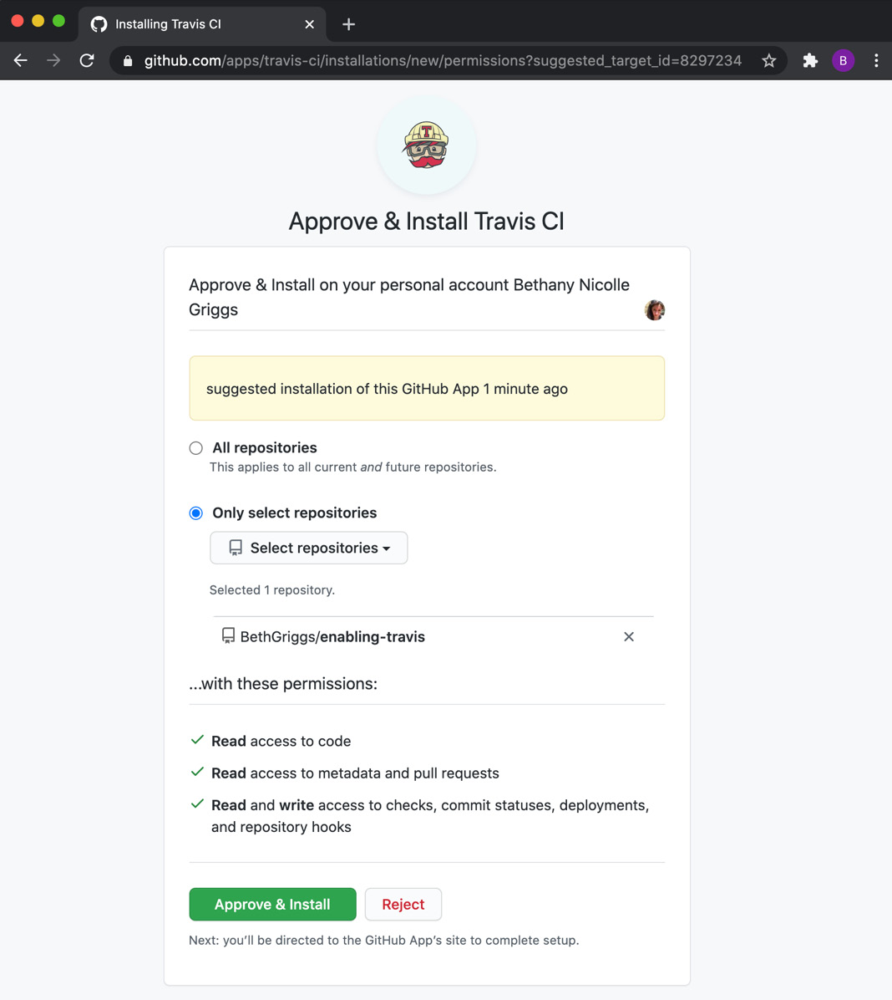 Installing Travis CI
github.com/apps/travis-ci/installations/new/permissions?suggested_target_id=8297234
B
T
Approve & Install Travis CI
Approve & Install on your personal account Bethany Nicolle
Griggs
suggested installation of this GitHub App 1 minute ago
All repositories
This applies to all current and future repositories.
Only select repositories
Select repositories
Selected 1 repository.
BethGriggs/enabling-travis
...with these permissions:
Read access to code
Read access to metadata and pull requests
Read and write access to checks, commit statuses, deployments,
and repository hooks
Approve & Install
Reject
Next: you’ll be directed to the GitHub App’s site to complete setup.